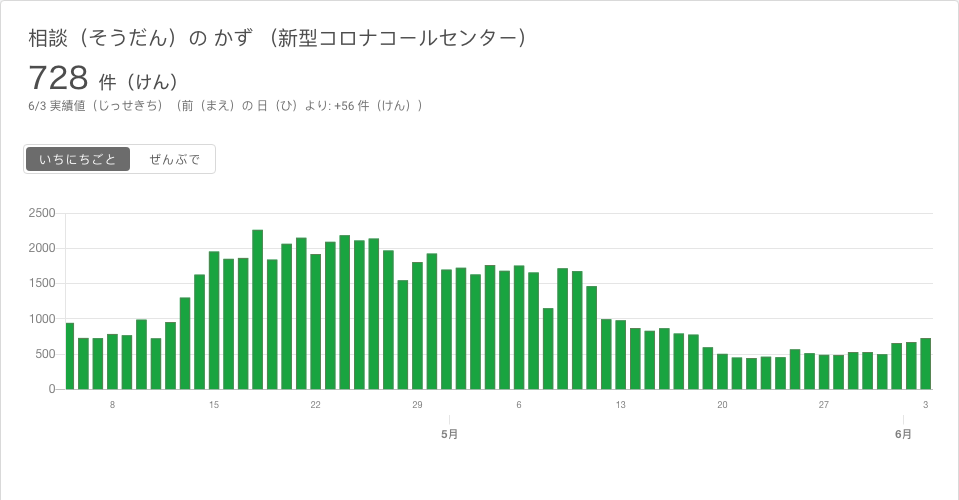 相談（そうだん）の かず （新型コロナコールセンター）
728 件（けん）
6/3 実績値（じっせきち）（前（まえ）の 日（ひ）より: +56 件（けん））
いちにちごと ぜんぶで
2500
2000
1500
1000
500
0
8 15 22 29 6 13 20 27 3
5月 6月